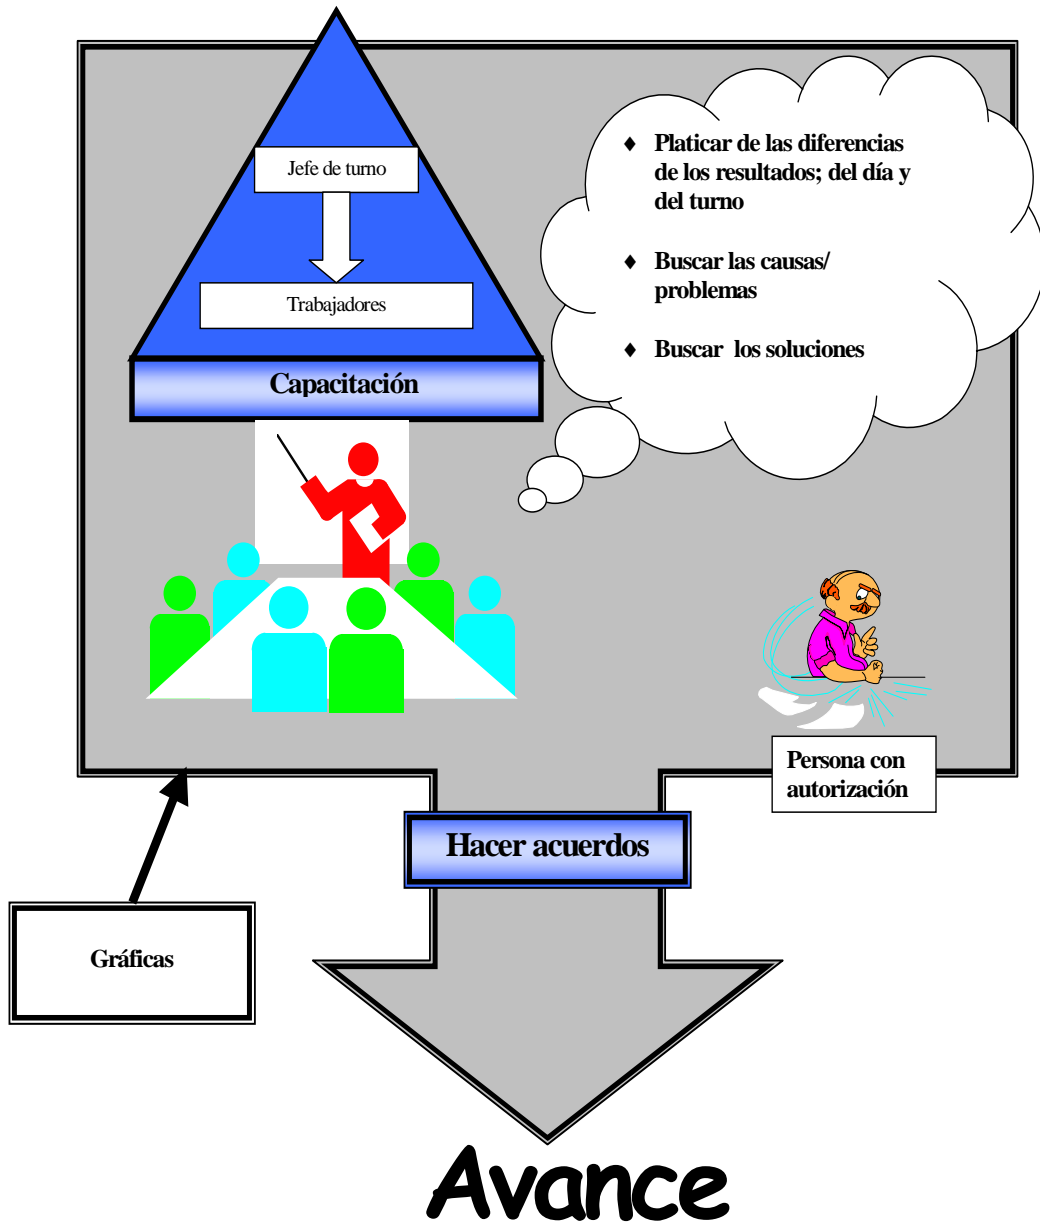 Jefe de turno
Trabajadores
Capacitación
♦ Platicar de las diferencias
de los resultados; del día y
del turno
♦ Buscar las causas/
problemas
♦ Buscar los soluciones
Persona con
autorización
Hacer acuerdos
Gráficas
Avance